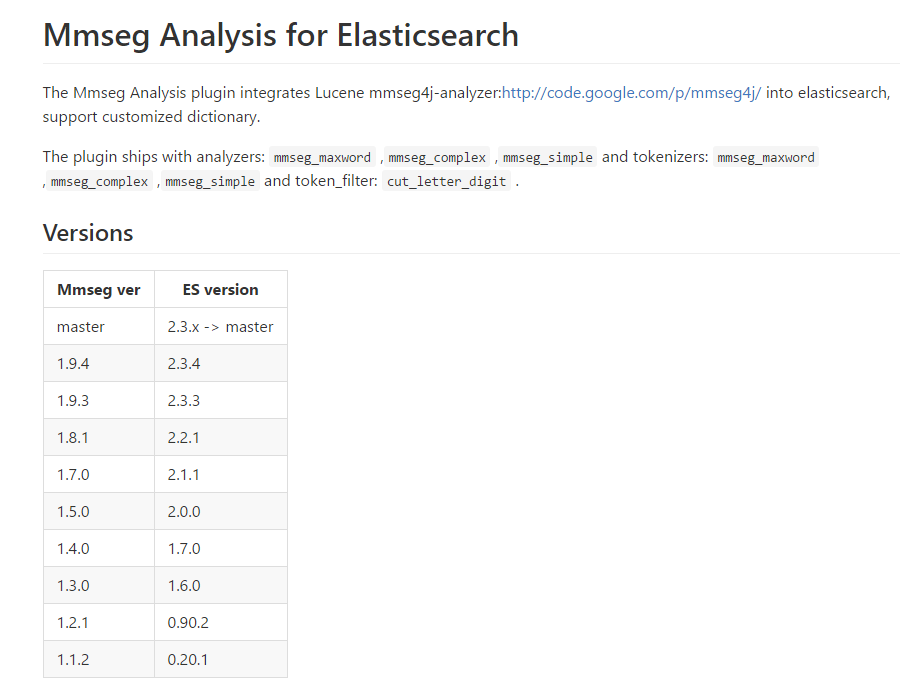 Mmseg Analysis for Elasticsearch
The Mmseg Analysis plugin integrates Lucene mmseg4j-analyzer:http://code.google.com/p/mmseg4j/ into elasticsearch,
support customized dictionary.
The plugin ships with analyzers: mmseg_maxword ,mmseg_complex ,mmseg_simple and tokenizers: mmseg_maxword
,mmseg_complex ,mmseg_simple and token_filter: cut_letter_digit .
Versions
Mmseg ver ES version
master 2.3.x -> master
1.9.4 2.3.4
1.9.3 2.3.3
1.8.1 2.2.1
1.7.0 2.1.1
1.5.0 2.0.0
1.4.0 1.7.0
1.3.0 1.6.0
1.2.1 0.90.2
1.1.2 0.20.1